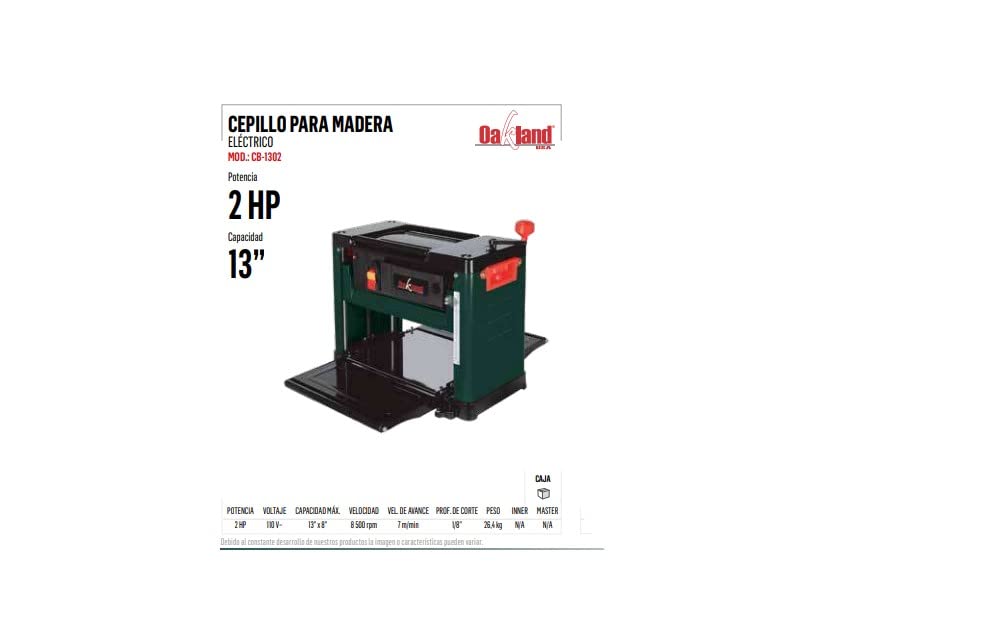 CEPILLO PARA MADERA
ELÉCTRICO
MOD.: CB-1302
Oakland
USA
Potencia
2 HP
Capacidad
13”
Oakland
CAJA
POTENCIA VOLTAJE CAPACIDAD MÁX. VELOCIDAD VEL. DE AVANCE PROF. DE CORTE PESO INNER MASTER
2 HP 110 V~ 13" x 6" 8 500 rpm 7 m/min 1/8" 26,4 kg N/A N/A
Debido al constante desarrollo de nuestros productos la imagen o características pueden variar.